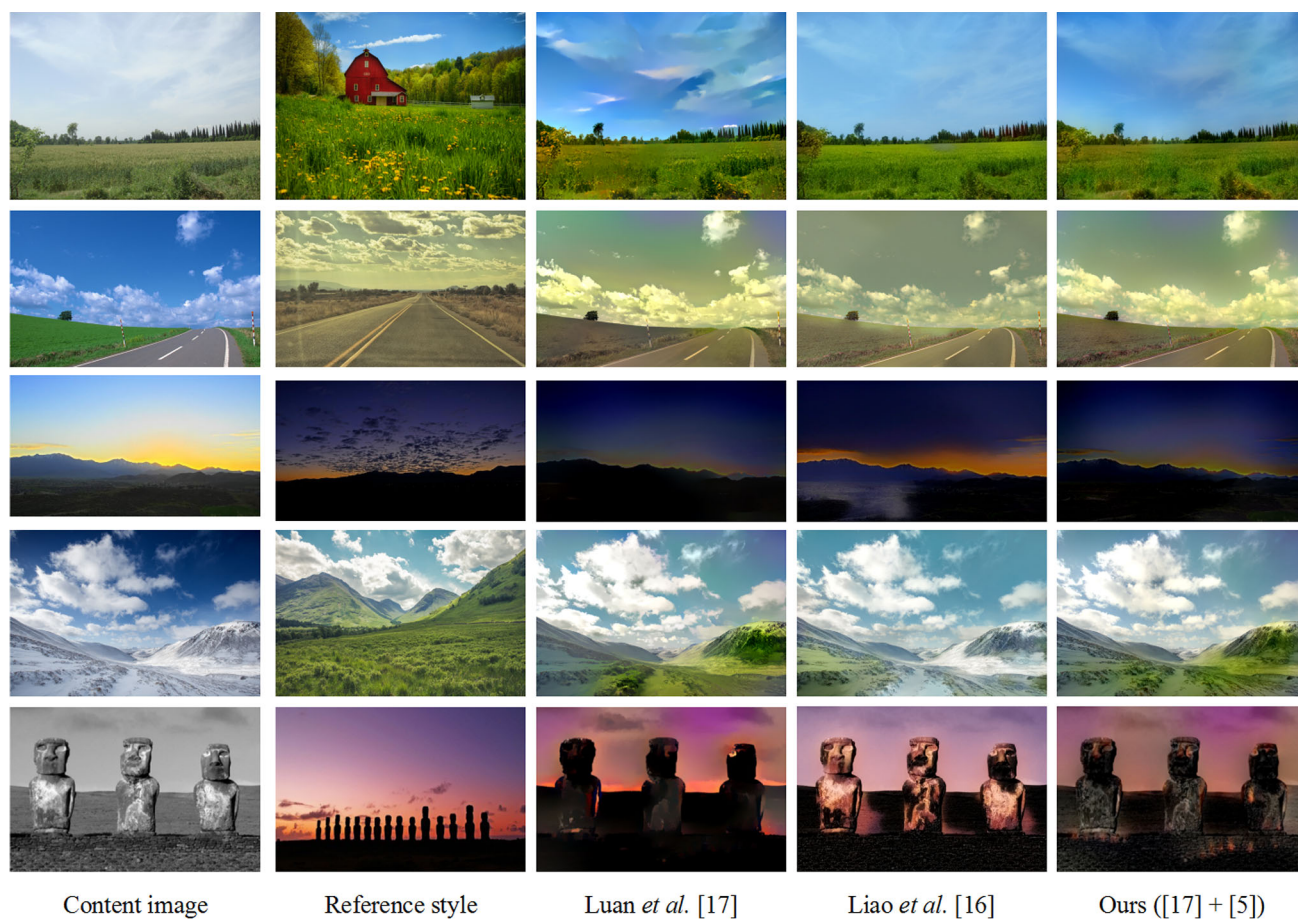 Content image Reference style Luan et al. [17] Liao et al. [16] Ours ([17] + [5])